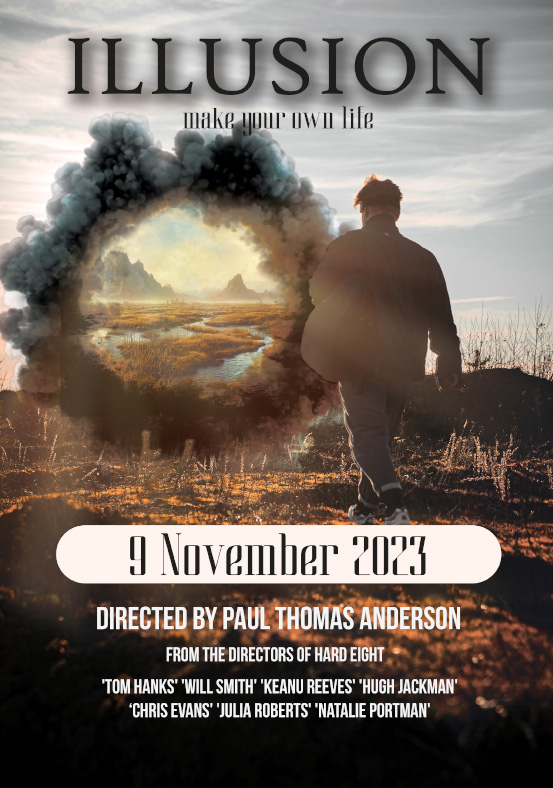 ILLUSION
make your own life
9 November 2023
DIRECTED BY PAUL THOMAS ANDERSON
FROM THE DIRECTORS OF HARD EIGHT
'TOM HANKS' 'WILL SMITH' 'KEANU REEVES' 'HUGH JACKMAN'
‘CHRIS EVANS' 'JULIA ROBERTS' 'NATALIE PORTMAN'